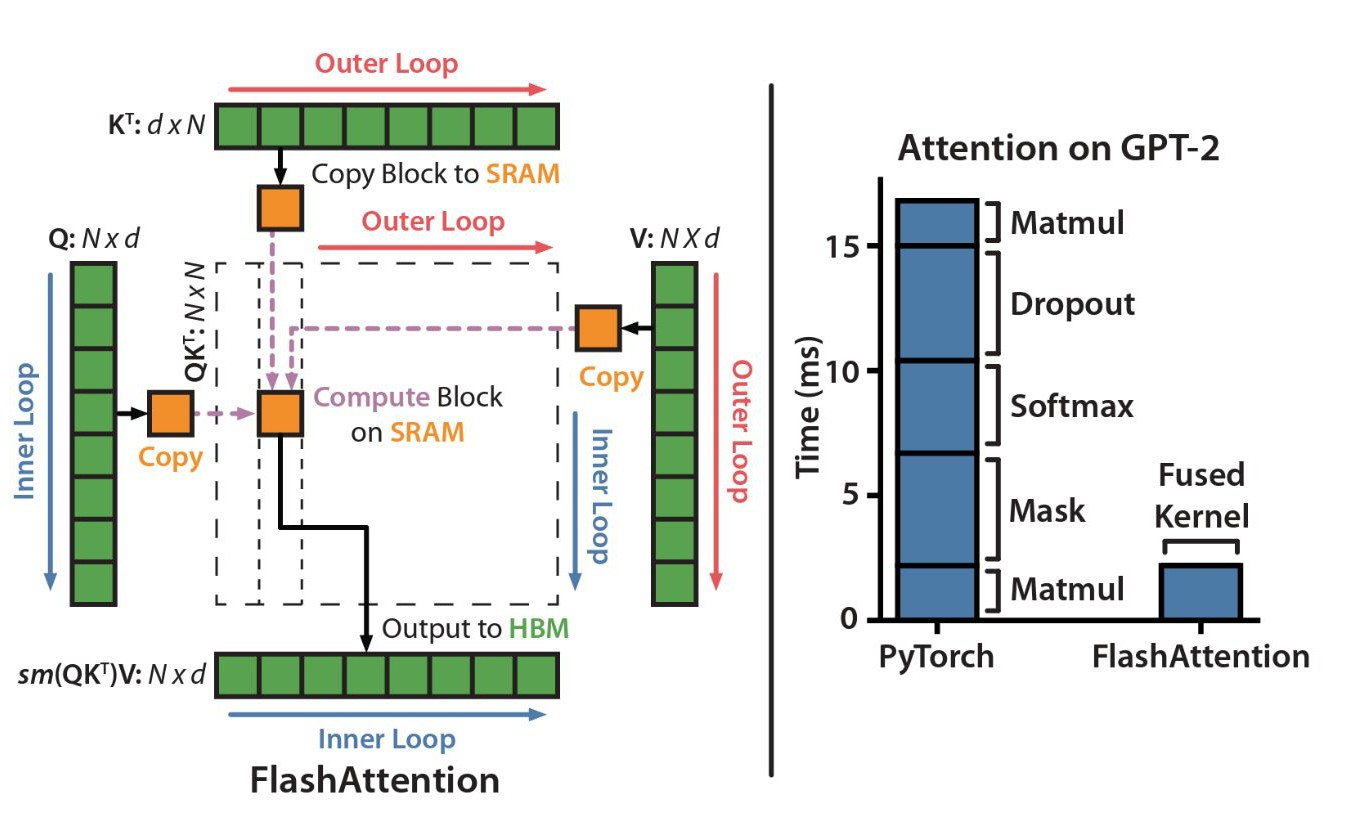 Outer Loop
Kᵀ: d x N
Copy Block to SRAM
Outer Loop
Q: N x d
V: N X d
QKᵀ: N x N
Copy
Inner Loop
Copy
Compute Block
on SRAM
Inner Loop
Outer Loop
Output to HBM
sm(QKᵀ)V: N x d
Inner Loop
FlashAttention
Attention on GPT-2
Time (ms)
15
10
5
0
Matmul
Dropout
Softmax
Mask
Matmul
Fused
Kernel
PyTorch
FlashAttention